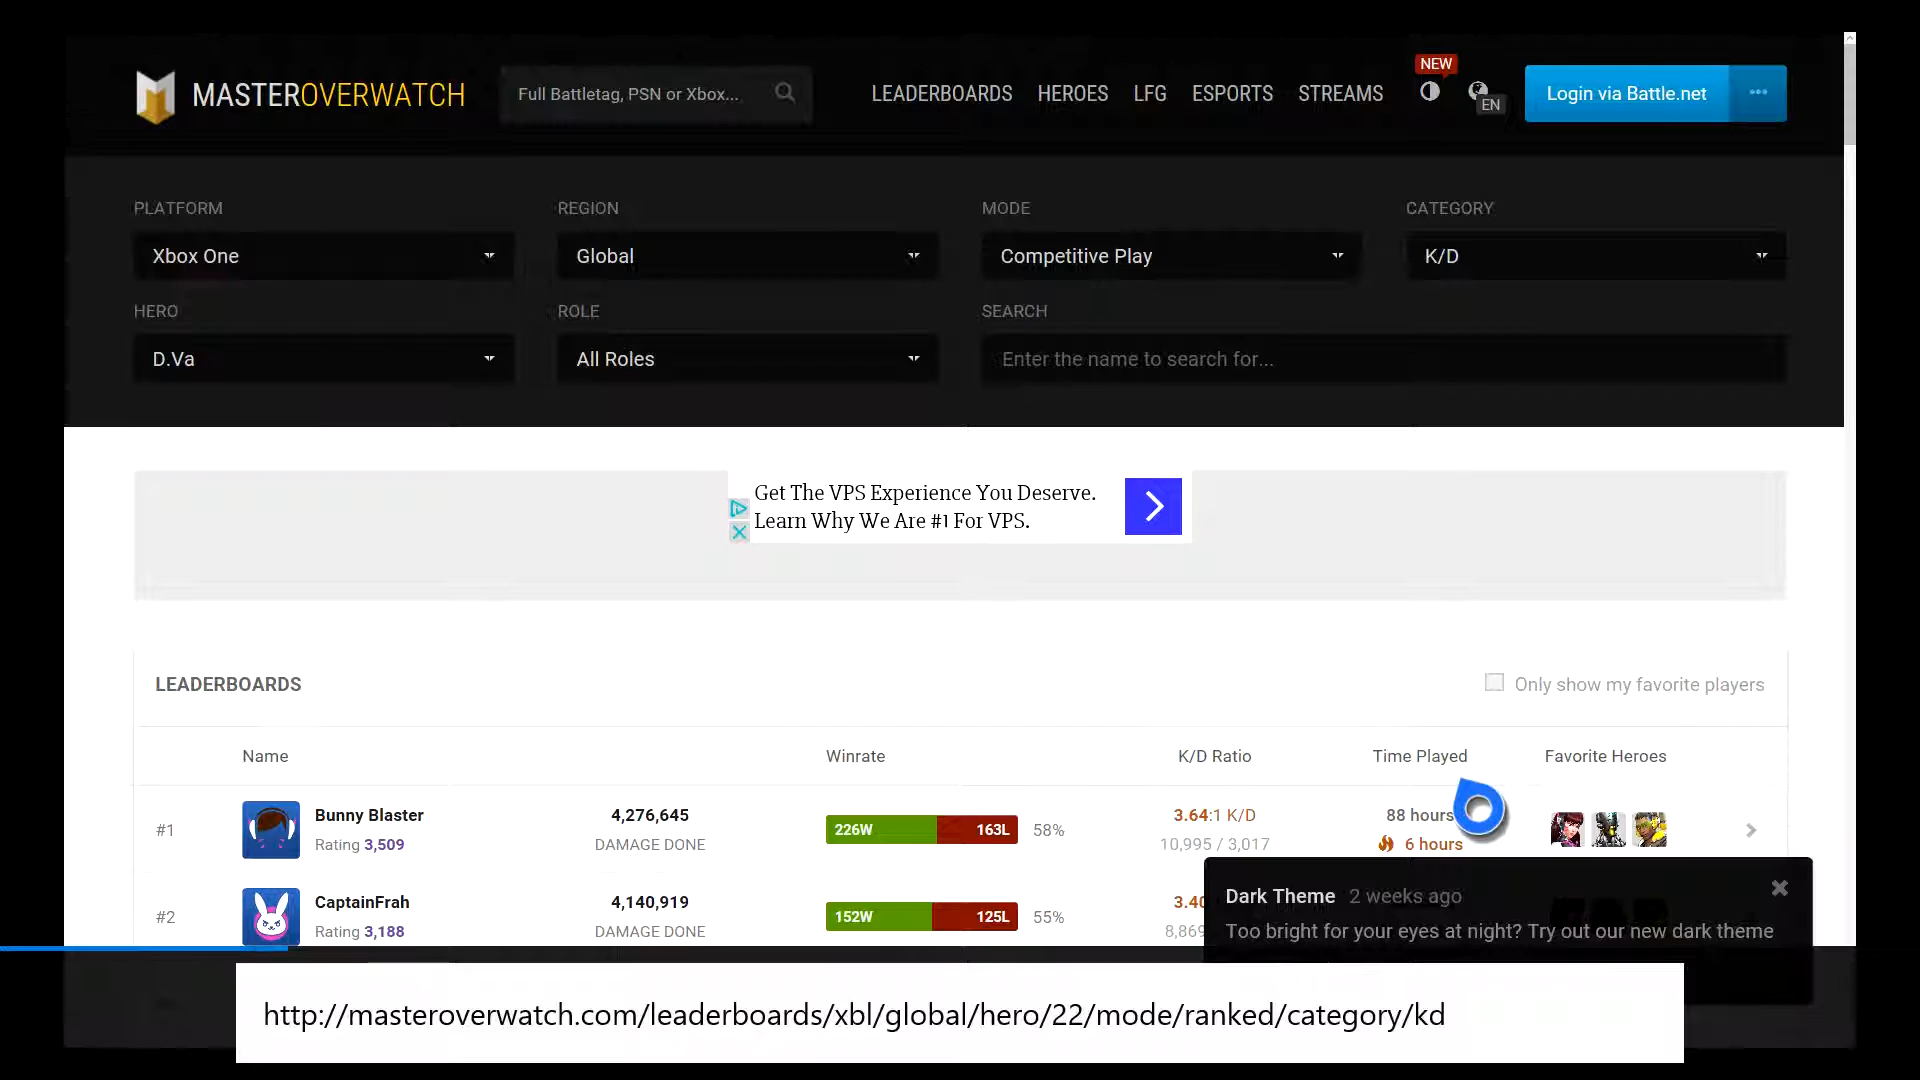 MASTEROVERWATCH
Full Battletag, PSN or Xbox...
LEADERBOARDS
HEROES
LFG
ESPORTS
STREAMS
NEW
EN
Login via Battle.net
PLATFORM
REGION
MODE
CATEGORY
Xbox One
Global
Competitive Play
K/D
HERO
ROLE
SEARCH
D.Va
All Roles
Enter the name to search for...
Get The VPS Experience You Deserve.
Learn Why We Are #1 For VPS.
LEADERBOARDS
Only show my favorite players
Name
Winrate
K/D Ratio
Time Played
Favorite Heroes
#1
Bunny Blaster
Rating 3,509
4,276,645
DAMAGE DONE
226W
163L
58%
3.64:1 K/D
10,995 / 3,017
88 hours
6 hours
#2
CaptainFrah
Rating 3,188
4,140,919
DAMAGE DONE
152W
125L
55%
3.40
8,869
Dark Theme 2 weeks ago
Too bright for your eyes at night? Try out our new dark theme
http://masteroverwatch.com/leaderboards/xbl/global/hero/22/mode/ranked/category/kd